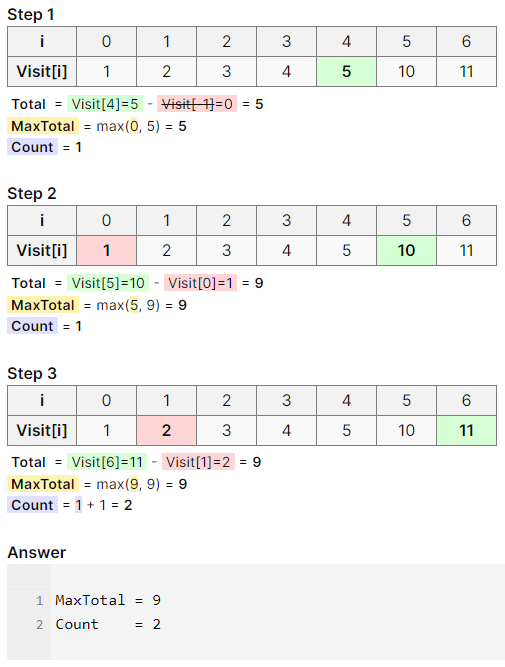 Step 1
i 0 1 2 3 4 5 6
Visit[i] 1 2 3 4 5 10 11
Total = Visit[4]=5 - Visit[-1]=0 = 5
MaxTotal = max(0, 5) = 5
Count = 1
Step 2
i 0 1 2 3 4 5 6
Visit[i] 1 2 3 4 5 10 11
Total = Visit[5]=10 - Visit[0]=1 = 9
MaxTotal = max(5, 9) = 9
Count = 1
Step 3
i 0 1 2 3 4 5 6
Visit[i] 1 2 3 4 5 10 11
Total = Visit[6]=11 - Visit[1]=2 = 9
MaxTotal = max(9, 9) = 9
Count = 1 + 1 = 2
Answer
1 MaxTotal = 9
2 Count = 2